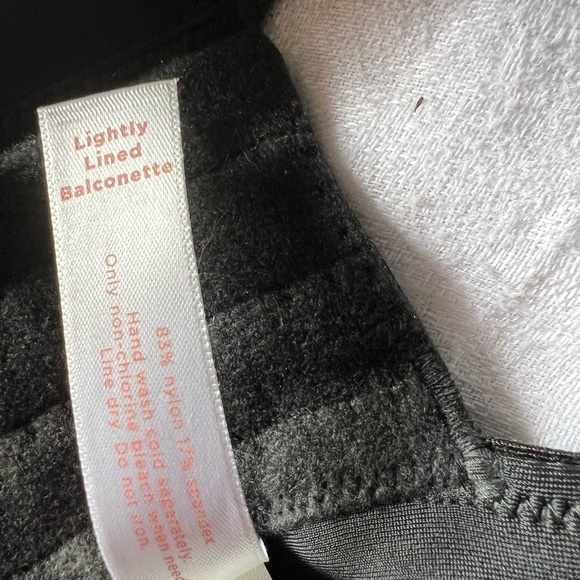 Lightly
Lined
Balconette
83% nylon 17% spandex
Hand wash cold separately.
Only non-chlorine bleach when need
Line dry. Do not iron.